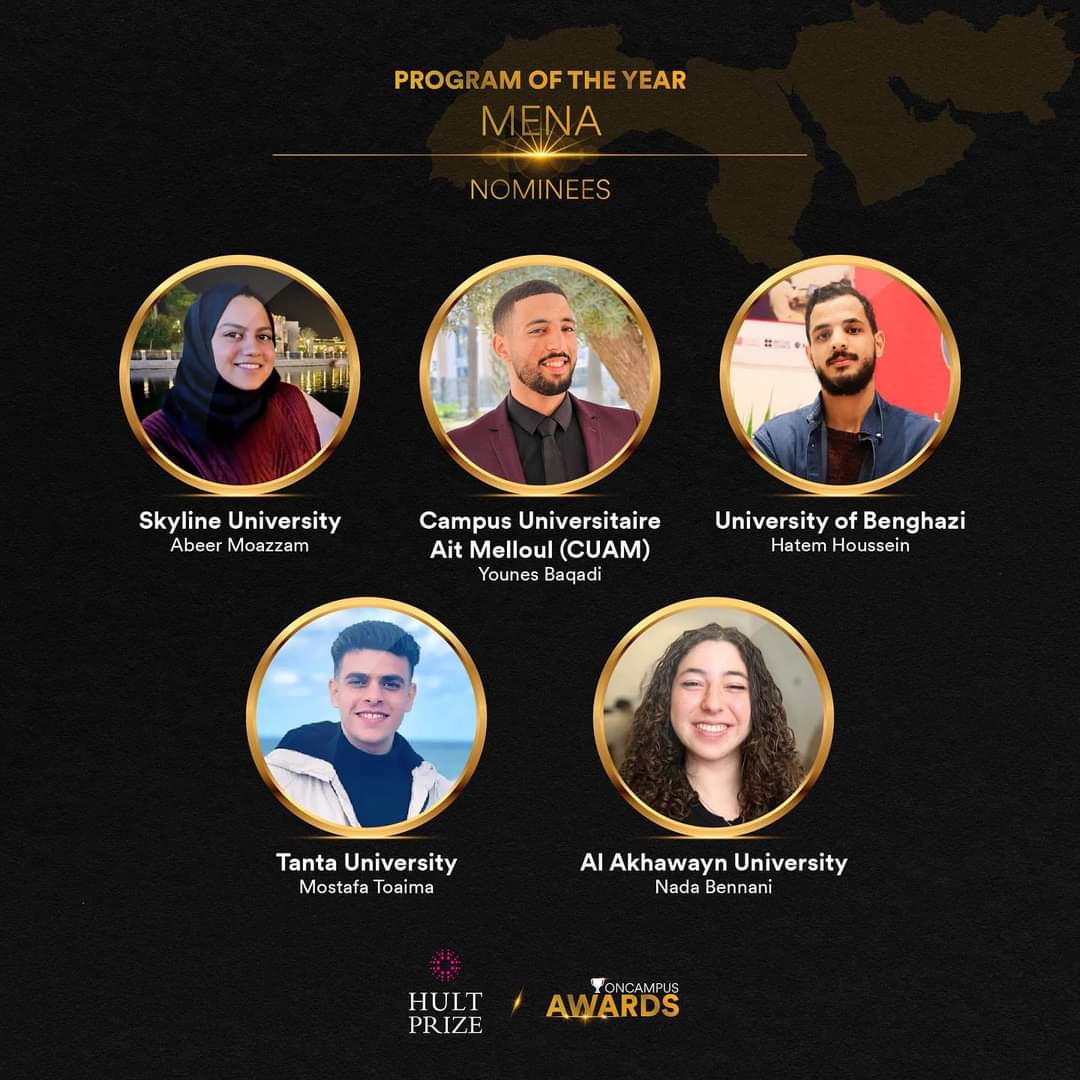 PROGRAM OF THE YEAR
MENA
NOMINEES
Skyline University
Abeer Moazzam
Campus Universitaire
Ait Melloul (CUAM)
Younes Baqadi
University of Benghazi
Hatem Houssein
Tanta University
Mostafa Toaima
Al Akhawayn University
Nada Bennani
HULT
PRIZE
ONCAMPUS
AWARDS